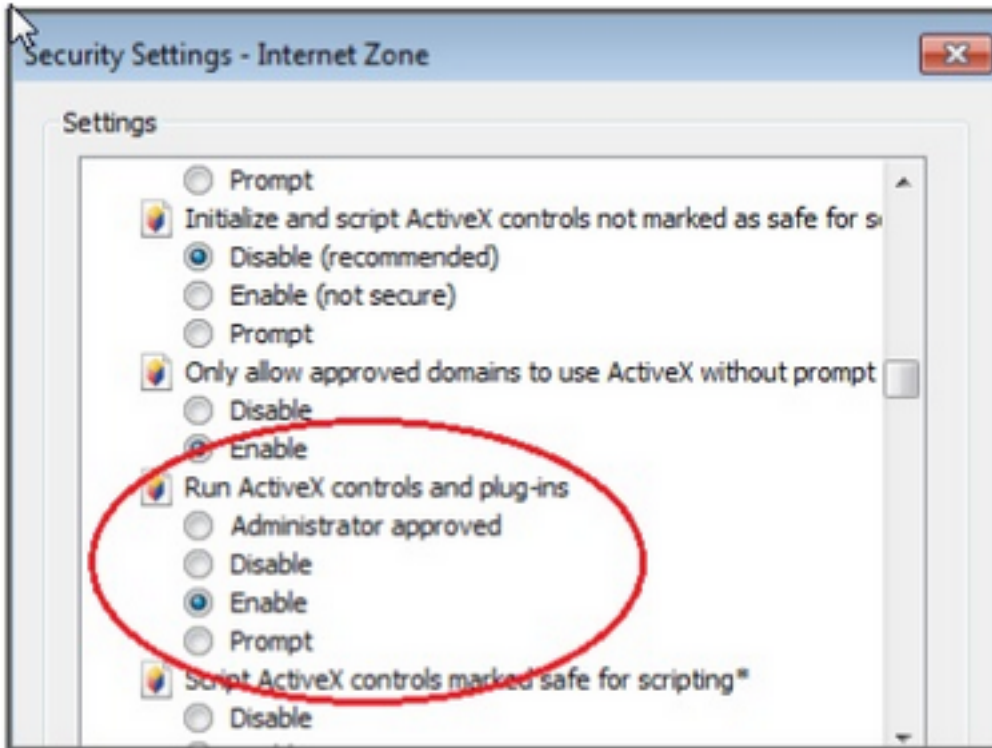 Security Settings - Internet Zone
Settings
Prompt
Initialize and script ActiveX controls not marked as safe for
Disable (recommended)
Enable (not secure)
Prompt
Only allow approved domains to use ActiveX without prompt
Disable
Enable
Run ActiveX controls and plug-ins
Administrator approved
Disable
Enable
Prompt
Script ActiveX controls marked safe for scripting*
Disable